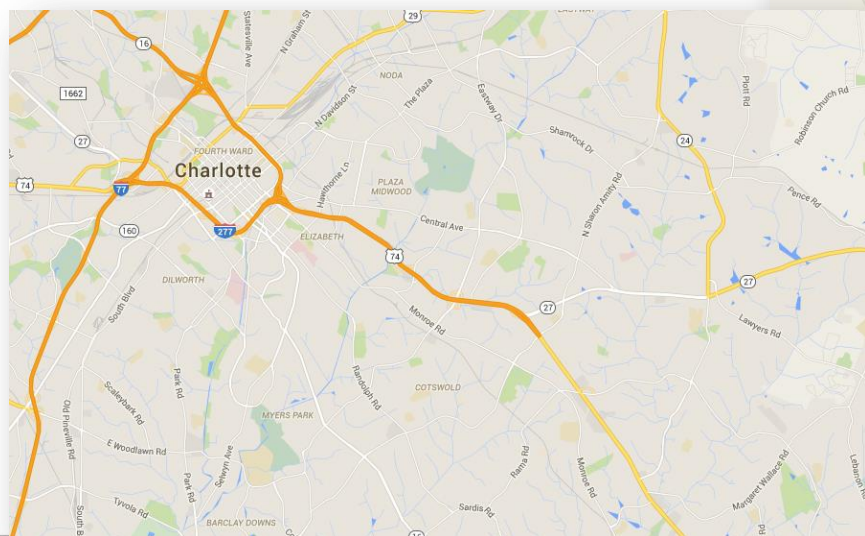 EASTWAY
Statesville Ave
N Graham St
29
16
NODA
Plott Rd
1662
The Plaza
Eastway Dr
Robinson Church Rd
N Davidson St
27
Shamrock Dr
24
FOURTH WARD
Charlotte
74
77
Hawthorne Ln
PLAZA
MIDWOOD
N Sharon Amity Rd
Pence Rd
160
277
ELIZABETH
Central Ave
74
DILWORTH
27
27
South Blvd
Monroe Rd
Lawyers Rd
Park Rd
Randolph Rd
COTSWOLD
Scaleybark Rd
Old Pineville Rd
MYERS PARK
E Woodlawn Rd
Selwyn Ave
Rama Rd
Monroe Rd
Margaret Wallace Rd
Lebanon Rd
Park Rd
Tyvola Rd
Sardis Rd
South B
BARCLAY DOWNS
16